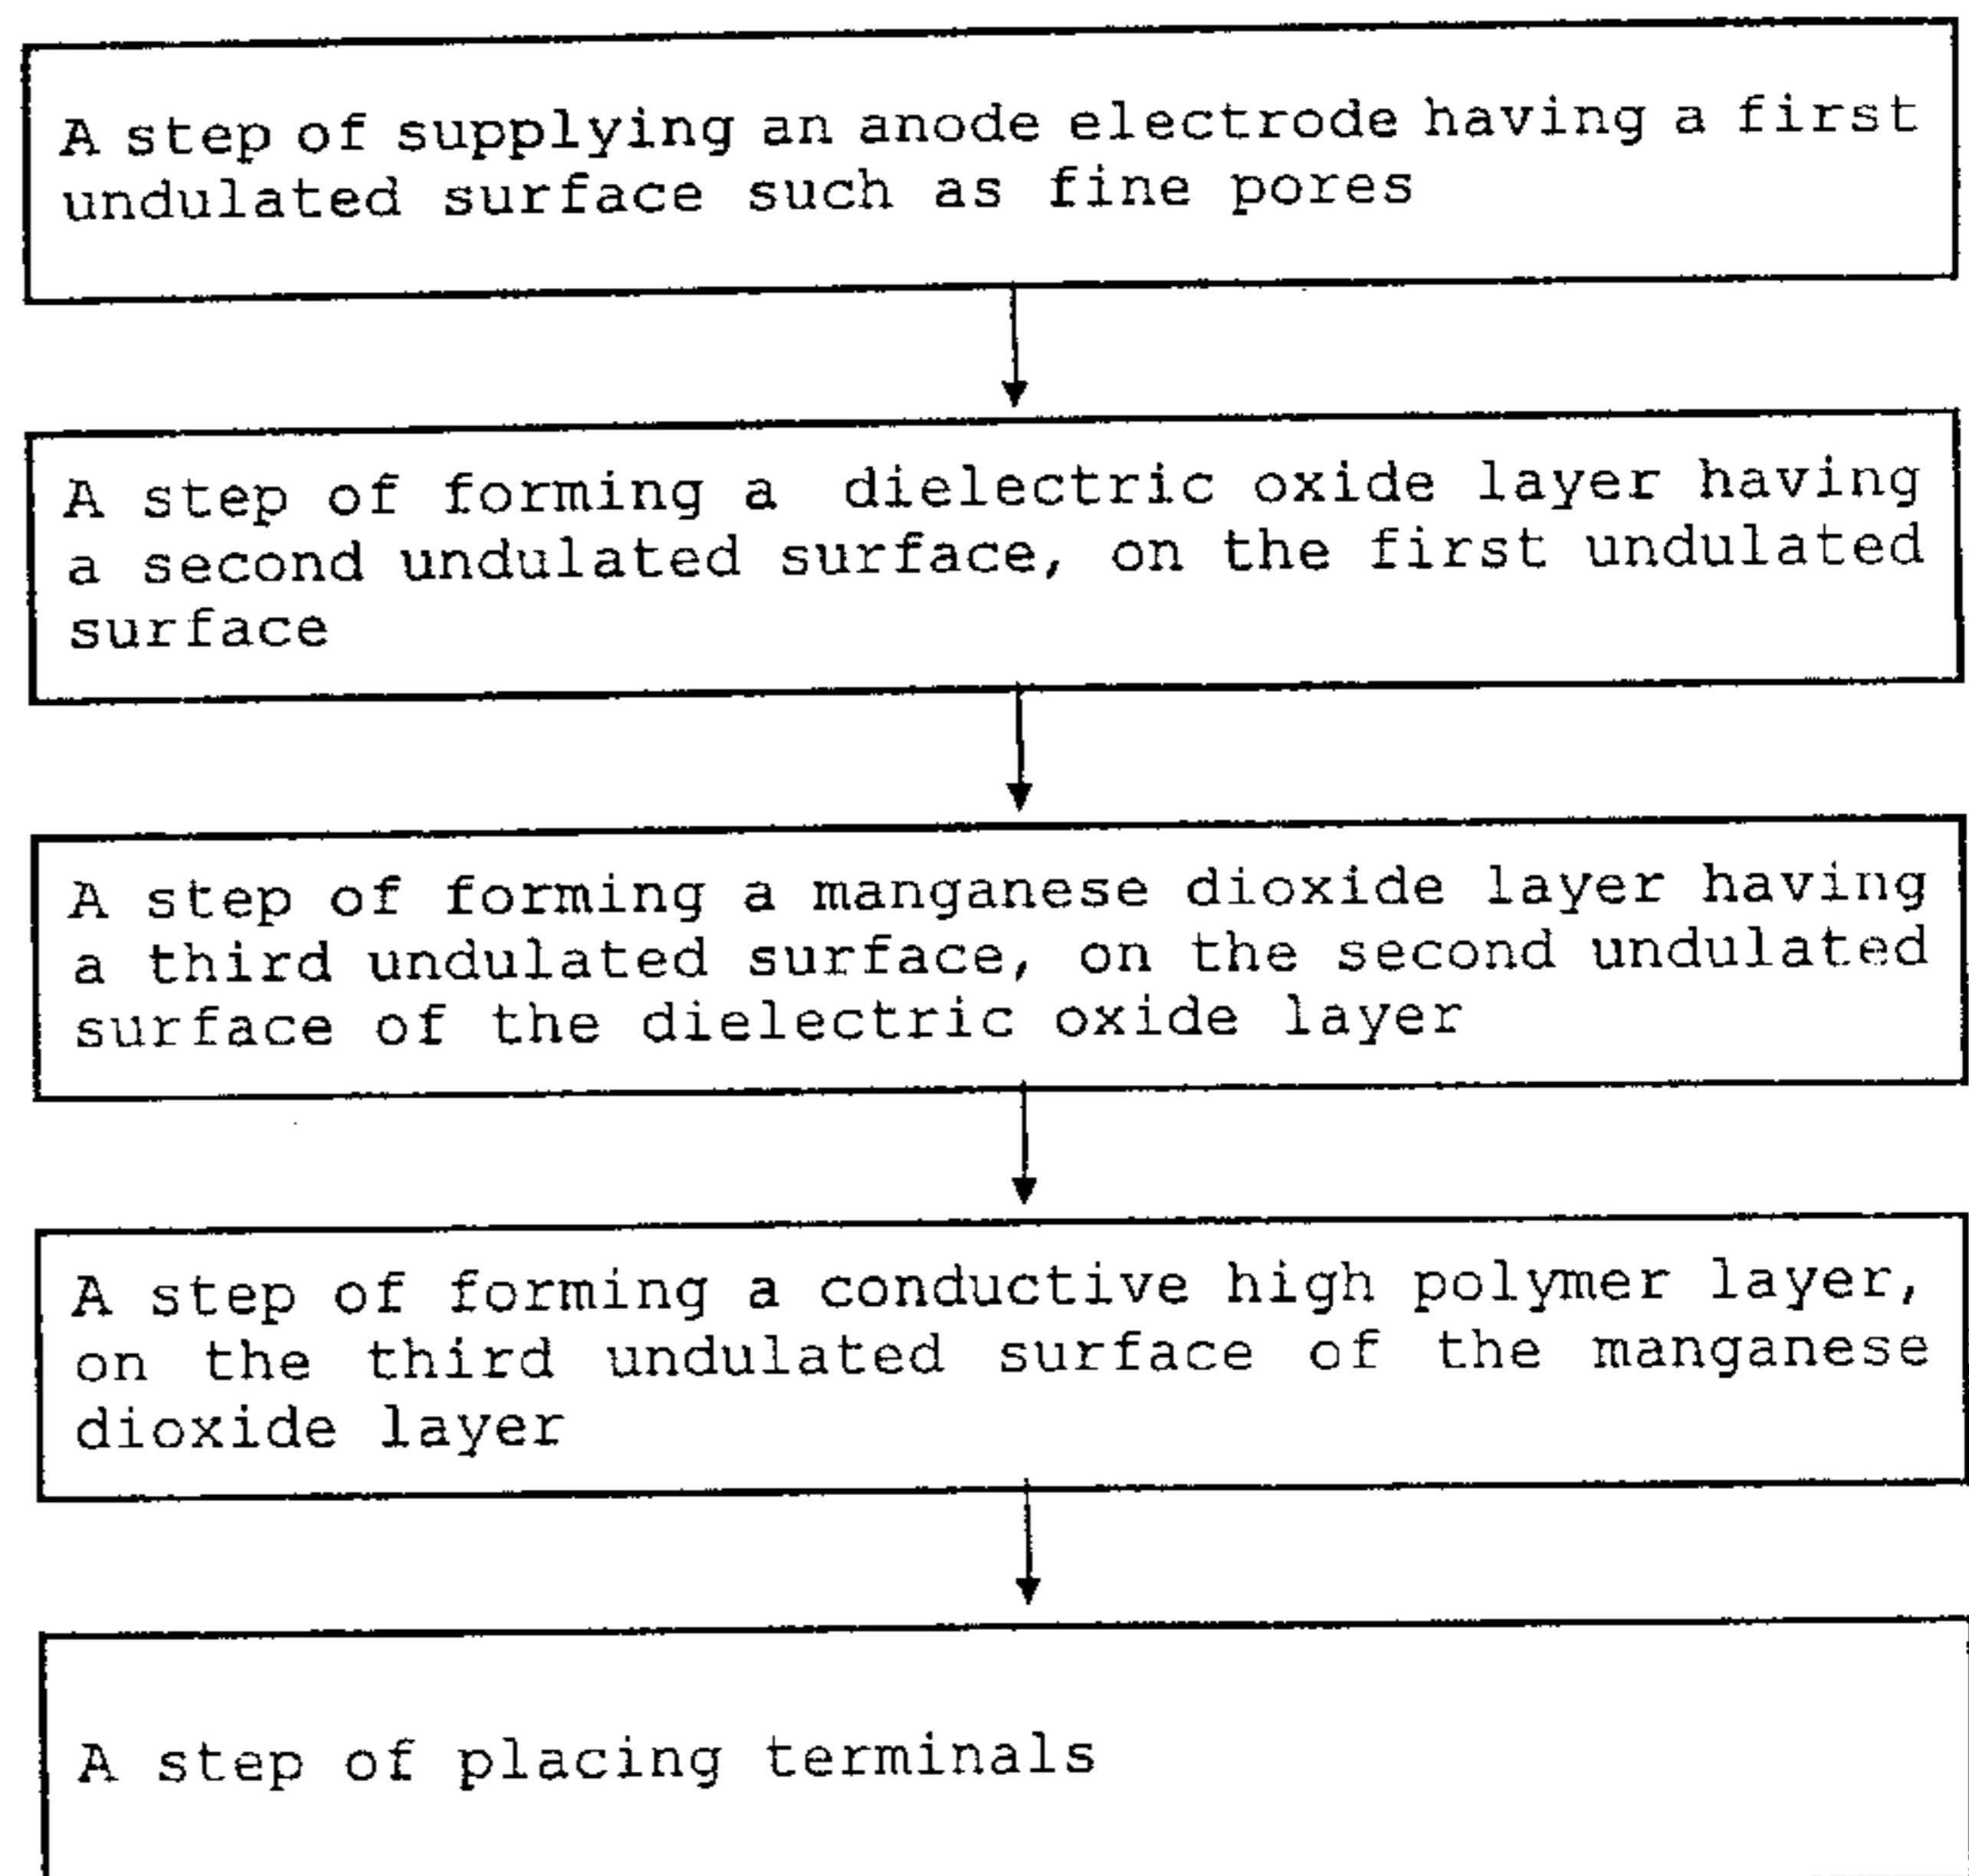 A step of supplying an anode electrode having a first
undulated surface such as fine pores
A step of forming a dielectric oxide layer having
a second undulated surface, on the first undulated
surface
A step of forming a manganese dioxide layer having
a third undulated surface, on the second undulated
surface of the dielectric oxide layer
A step of forming a conductive high polymer layer,
on the third undulated surface of the manganese
dioxide layer
A step of placing terminals